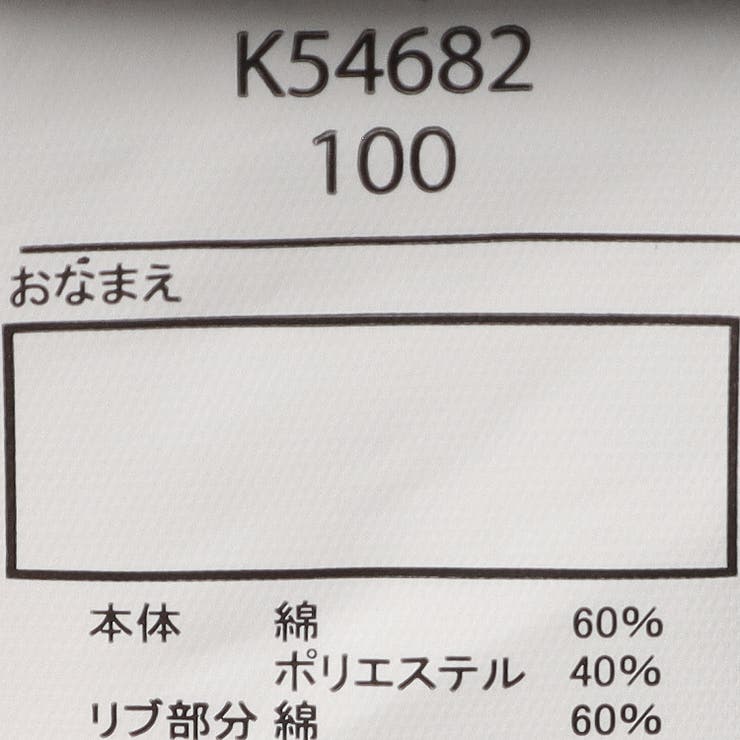 K54682
100
おなまえ
本体 綿 60%
ポリエステル 40%
リブ部分 綿 60%